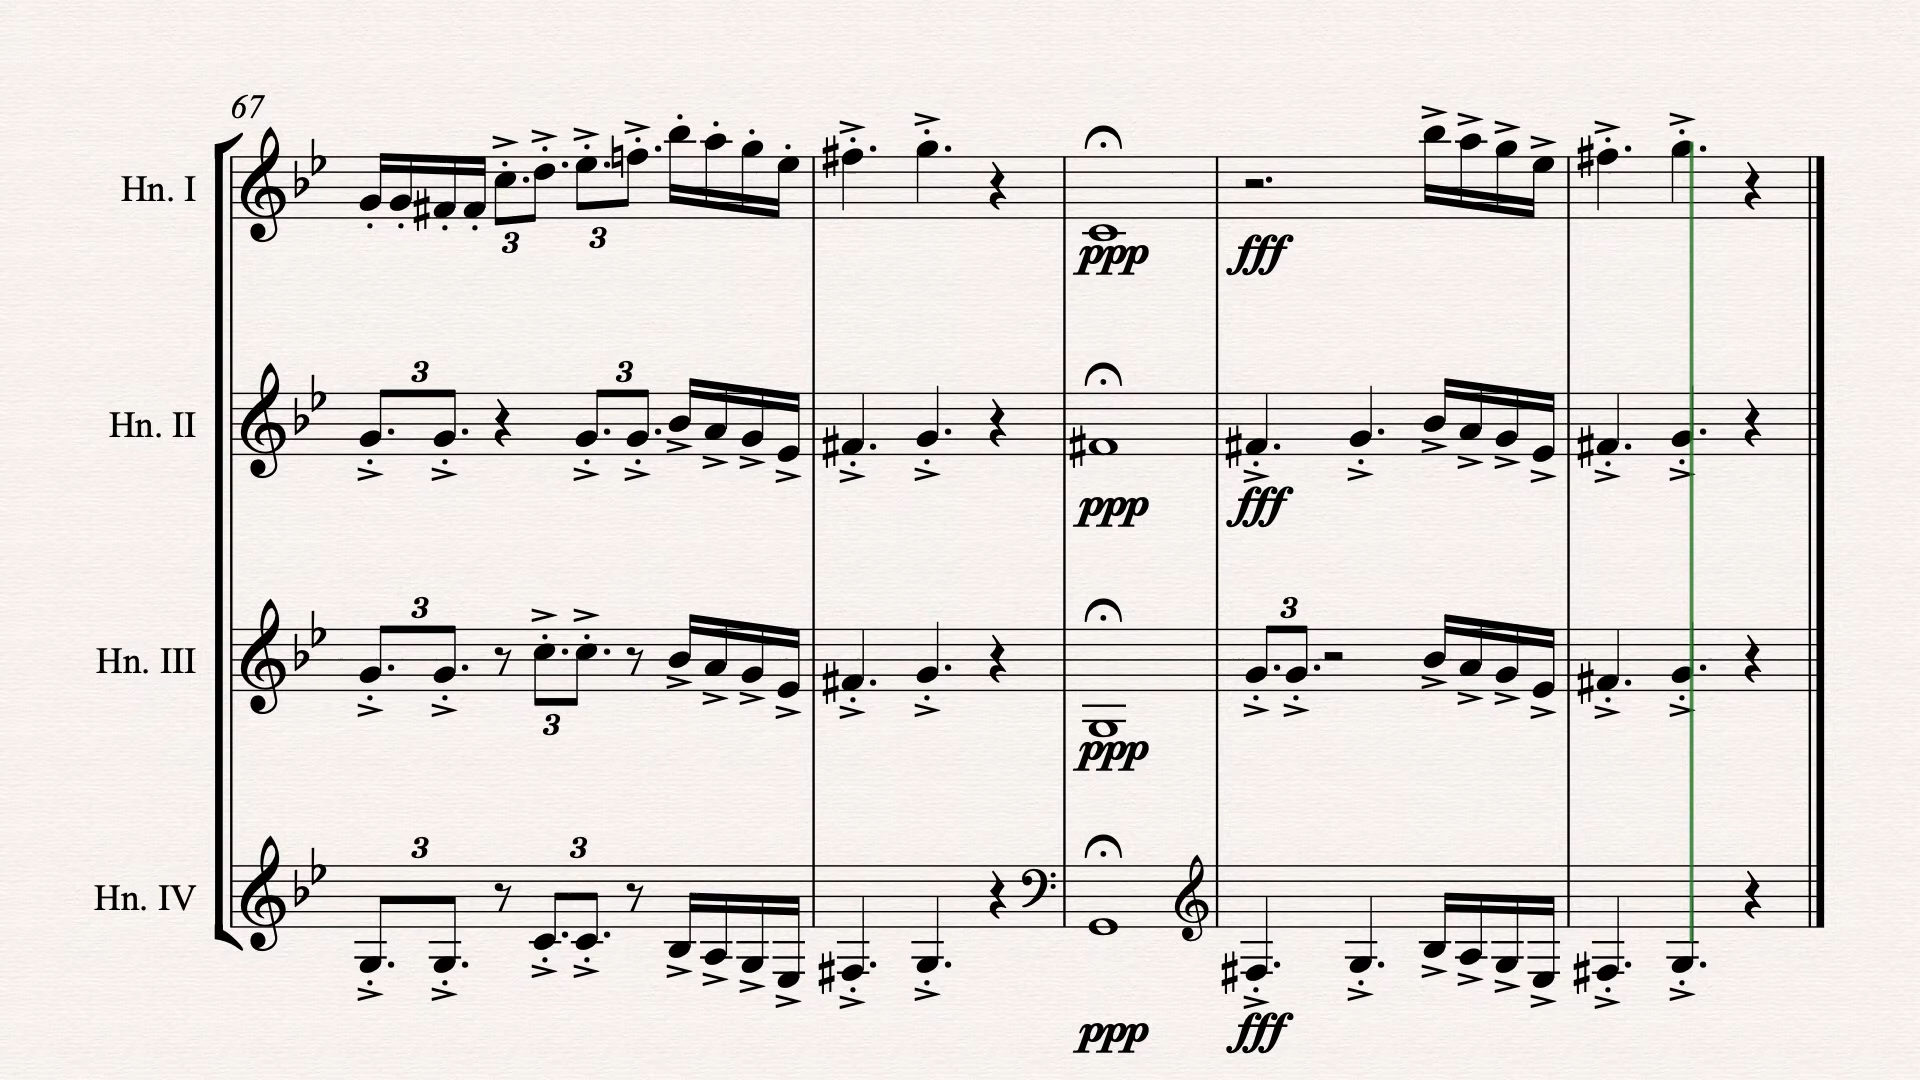 67
Hn. I
3 3
ppp fff
3 3
Hn. II
ppp fff
3 3
Hn. III
3
ppp
3 3
Hn. IV
ppp fff